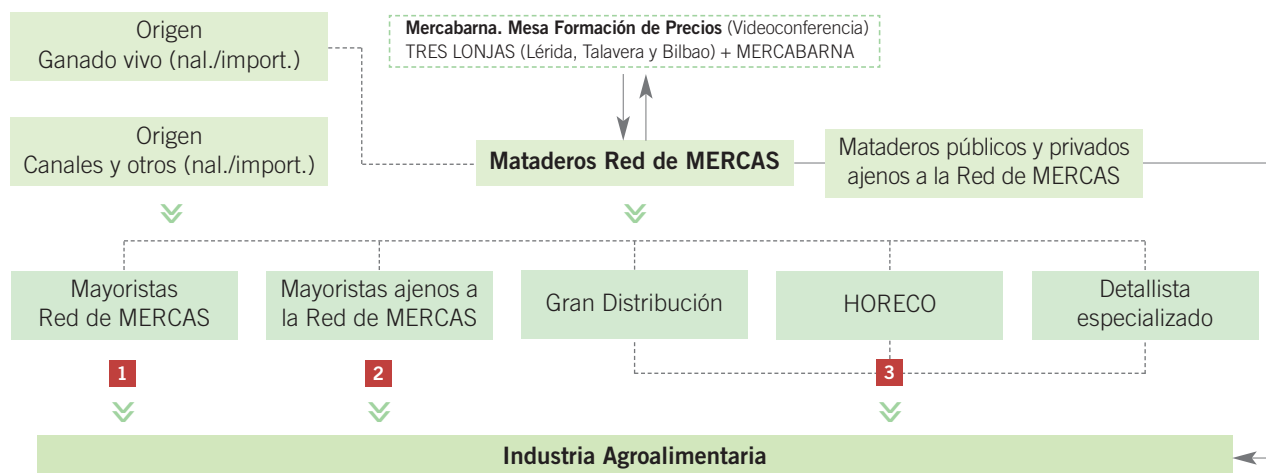 Origen
Ganado vivo (nal./import.)
Mercabarna. Mesa Formación de Precios (Videoconferencia)
TRES LONJAS (Lérida, Talavera y Bilbao) + MERCABARNA
Origen
Canales y otros (nal./import.)
Mataderos Red de MERCAS
Mataderos públicos y privados
ajenos a la Red de MERCAS
Mayoristas
Red de MERCAS
Mayoristas ajenos a
la Red de MERCAS
Gran Distribución
HORECO
Detallista
especializado
1
2
3
Industria Agroalimentaria